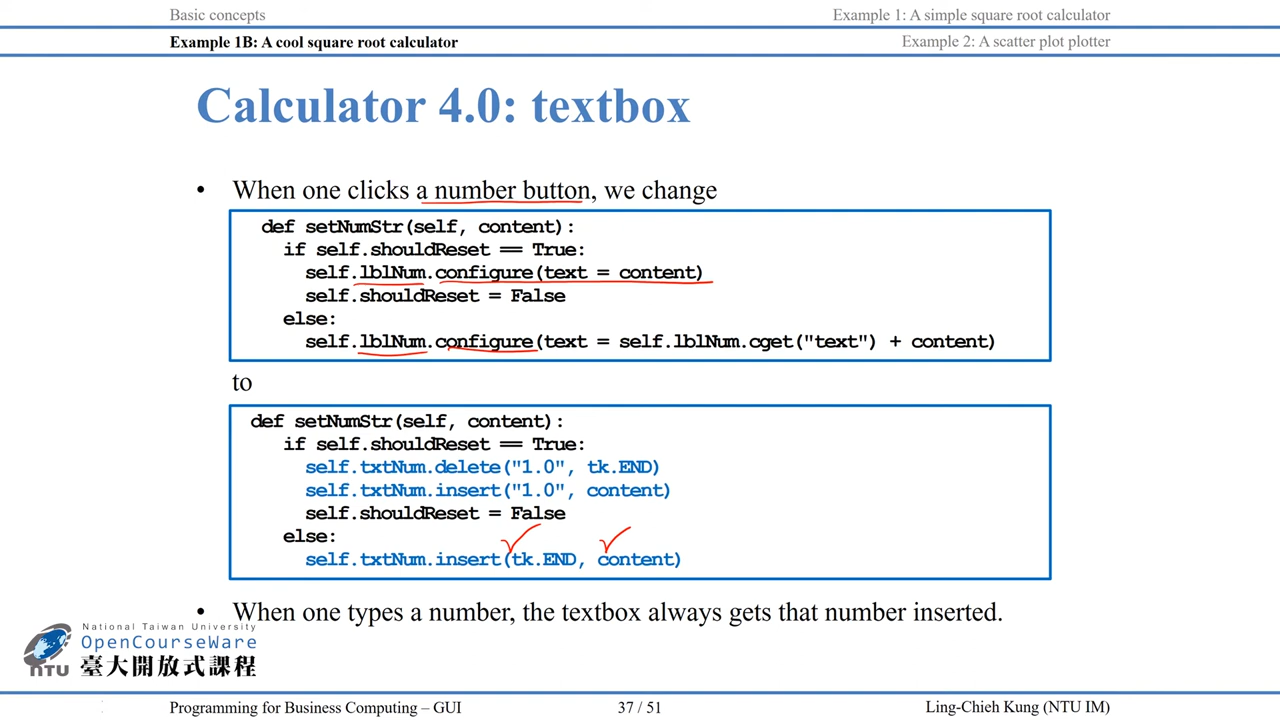 Basic concepts
Example 1: A simple square root calculator
Example 1B: A cool square root calculator
Example 2: A scatter plot plotter
Calculator 4.0: textbox
• When one clicks a number button, we change
def setNumStr(self, content):
if self.shouldReset == True:
self.lblNum.configure(text = content)
self.shouldReset = False
else:
self.lblNum.configure(text = self.lblNum.cget("text") + content)
to
def setNumStr(self, content):
if self.shouldReset == True:
self.txtNum.delete("1.0", tk.END)
self.txtNum.insert("1.0", content)
self.shouldReset = False
else:
self.txtNum.insert(tk.END, content)
• When one types a number, the textbox always gets that number inserted.
National Taiwan University
OpenCourseWare
NTU 臺大開放式課程
Programming for Business Computing – GUI
37 / 51
Ling-Chieh Kung (NTU IM)